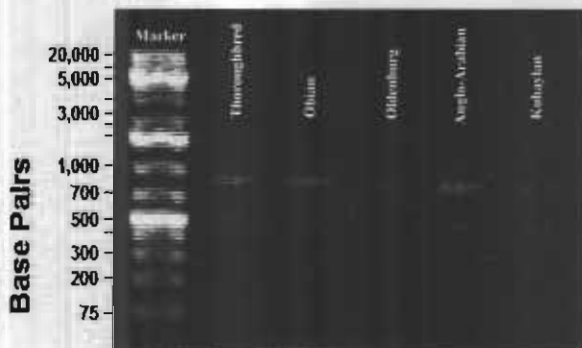 Marker
Thoroughbred
Obian
Oldenburg
Anglo-Arabian
Kuhaylan
Base Pairs
20,000
5,000
3,000
1,000
700
500
300
200
75